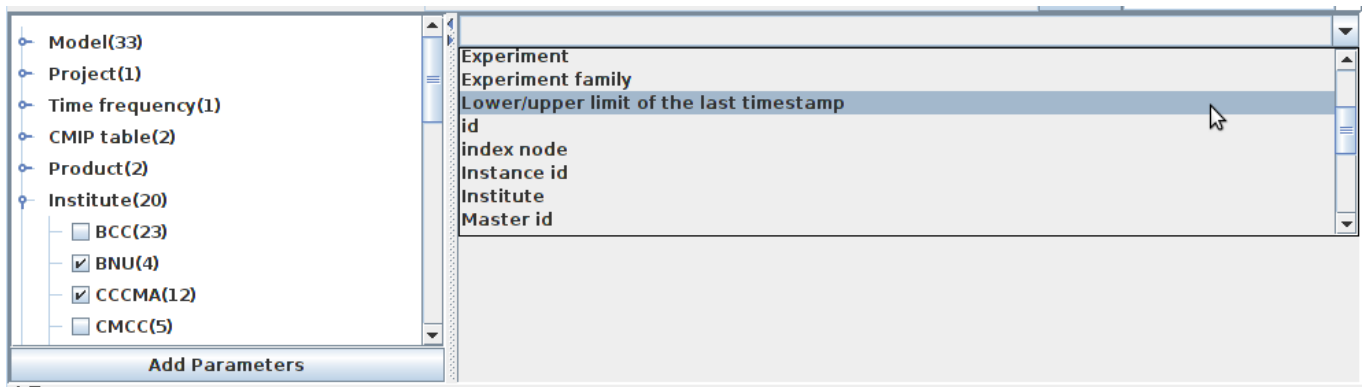 Model(33)
Project(1)
Time frequency(1)
CMIP table(2)
Product(2)
Institute(20)
BCC(23)
BNU(4)
CCCMA(12)
CMCC(5)
Add Parameters
Experiment
Experiment family
Lower/upper limit of the last timestamp
id
index node
Instance id
Institute
Master id